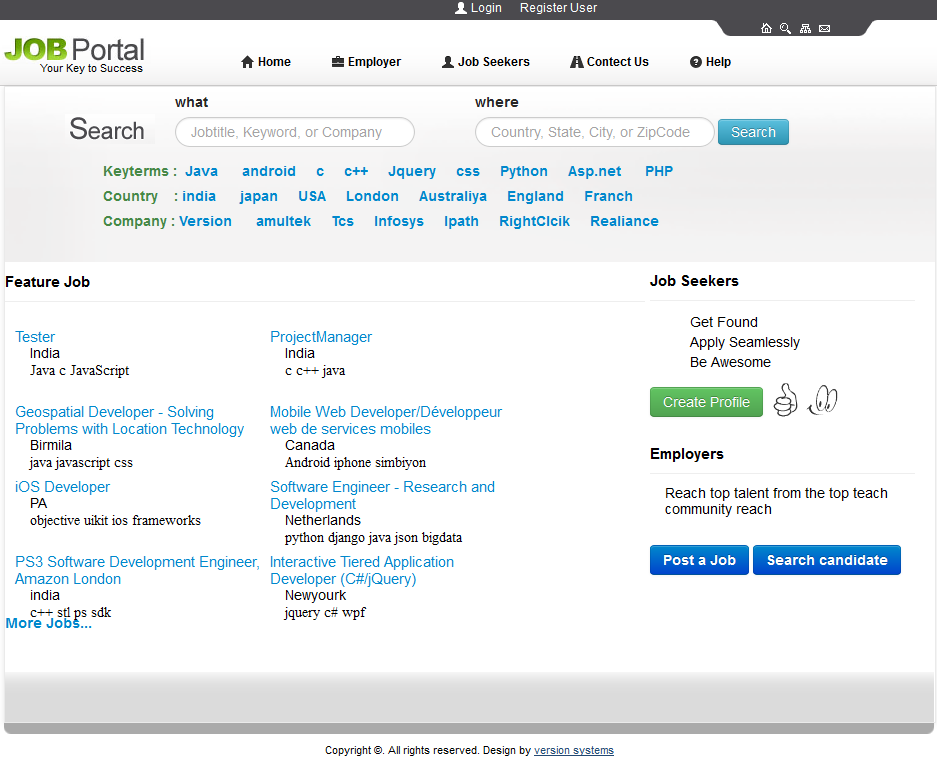 Login Register User
JOB Portal
Your Key to Success
Home Employer Job Seekers Contact Us Help
what where
Search Jobtitle, Keyword, or Company Country, State, City, or ZipCode Search
Keyterms : Java android c c++ Jquery css Python Asp.net PHP
Country : india japan USA London Australiya England Franch
Company : Version amultek Tcs Infosys Ipath RightClcik Realiance
Feature Job
Tester
India
Java c JavaScript
ProjectManager
India
c c++ java
Geospatial Developer - Solving
Problems with Location Technology
Birmila
java javascript css
Mobile Web Developer/Développeur
web de services mobiles
Canada
Android iphone simbiyon
iOS Developer
PA
objective uikit ios frameworks
Software Engineer - Research and
Development
Netherlands
python django java json bigdata
PS3 Software Development Engineer,
Amazon London
india
c++ stl ps sdk
Interactive Tiered Application
Developer (C#/jQuery)
Newyourk
jquery c# wpf
More Jobs...
Job Seekers
Get Found
Apply Seamlessly
Be Awesome
Create Profile
Employers
Reach top talent from the top teach
community reach
Post a Job Search candidate
Copyright ©. All rights reserved. Design by version systems